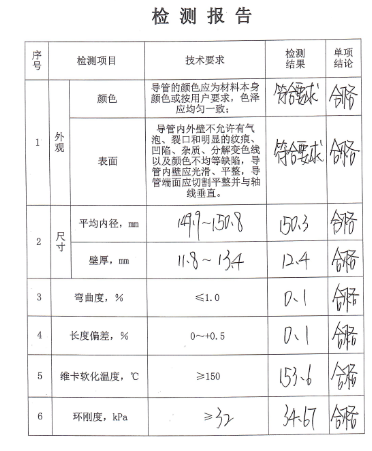 检测报告
序号 检测项目 技术要求 检测结果 单项结论
1 外观 颜色 导管的颜色应为材料本身颜色或按用户要求，色泽应均匀一致； 符合要求 合格
表面 导管内外壁不允许有气泡、裂口和明显的纹痕、凹陷、杂质、分解变色线以及颜色不均等缺陷，导管内壁应光滑、平整，导管端面应切割平整并与轴线垂直。 符合要求 合格
2 尺寸 平均内径，mm 149.9～150.8 150.3 合格
壁厚，mm 11.8～13.4 12.4 合格
3 弯曲度，% ≤1.0 0.1 合格
4 长度偏差，% 0～+0.5 0.1 合格
5 维卡软化温度，℃ ≥150 153.6 合格
6 环刚度，kPa ≥32 34.67 合格